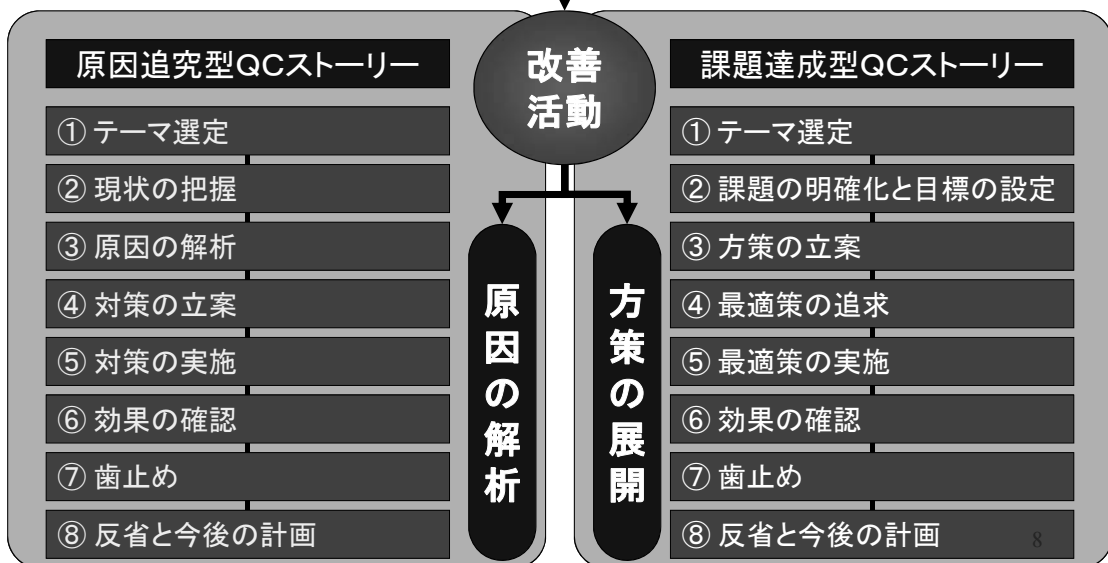 改善
活動
原因追究型QCストーリー
① テーマ選定
② 現状の把握
③ 原因の解析
④ 対策の立案
⑤ 対策の実施
⑥ 効果の確認
⑦ 歯止め
⑧ 反省と今後の計画
原因の解析
方策の展開
課題達成型QCストーリー
① テーマ選定
② 課題の明確化と目標の設定
③ 方策の立案
④ 最適策の追求
⑤ 最適策の実施
⑥ 効果の確認
⑦ 歯止め
⑧ 反省と今後の計画
8